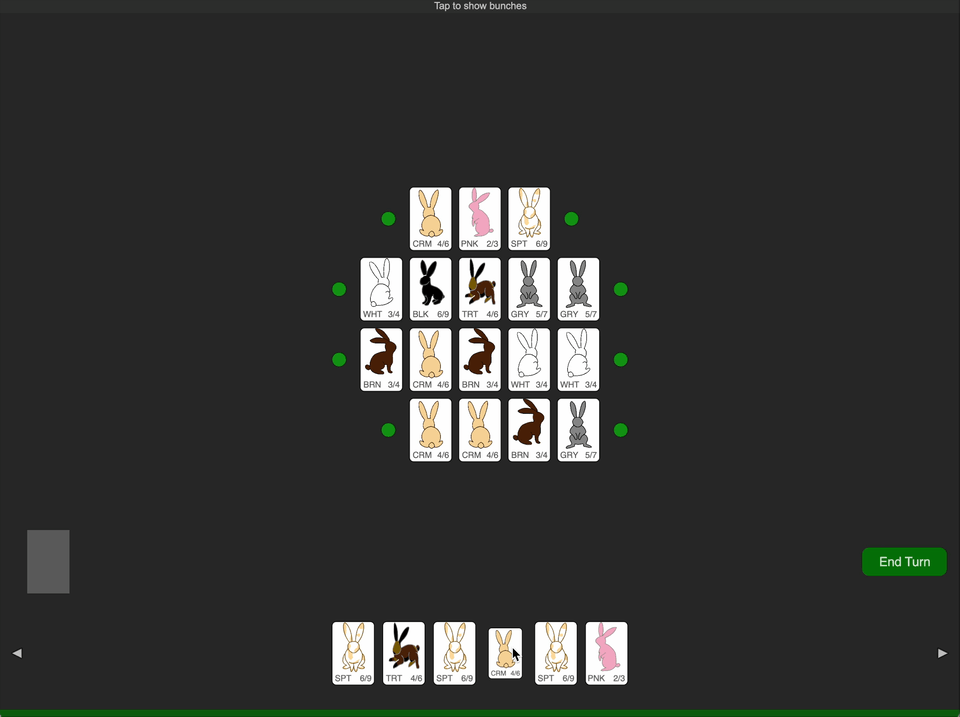 Tap to show bunches
CRM 4/6 PNK 2/3 SPT 6/9
WHT 3/4 BLK 6/9 TRT 4/6 GRY 5/7 GRY 5/7
BRN 3/4 CRM 4/6 BRN 3/4 WHT 3/4 WHT 3/4
CRM 4/6 CRM 4/6 BRN 3/4 GRY 5/7
End Turn
SPT 6/9 TRT 4/6 SPT 6/9 CRM 4/6 SPT 6/9 PNK 2/3